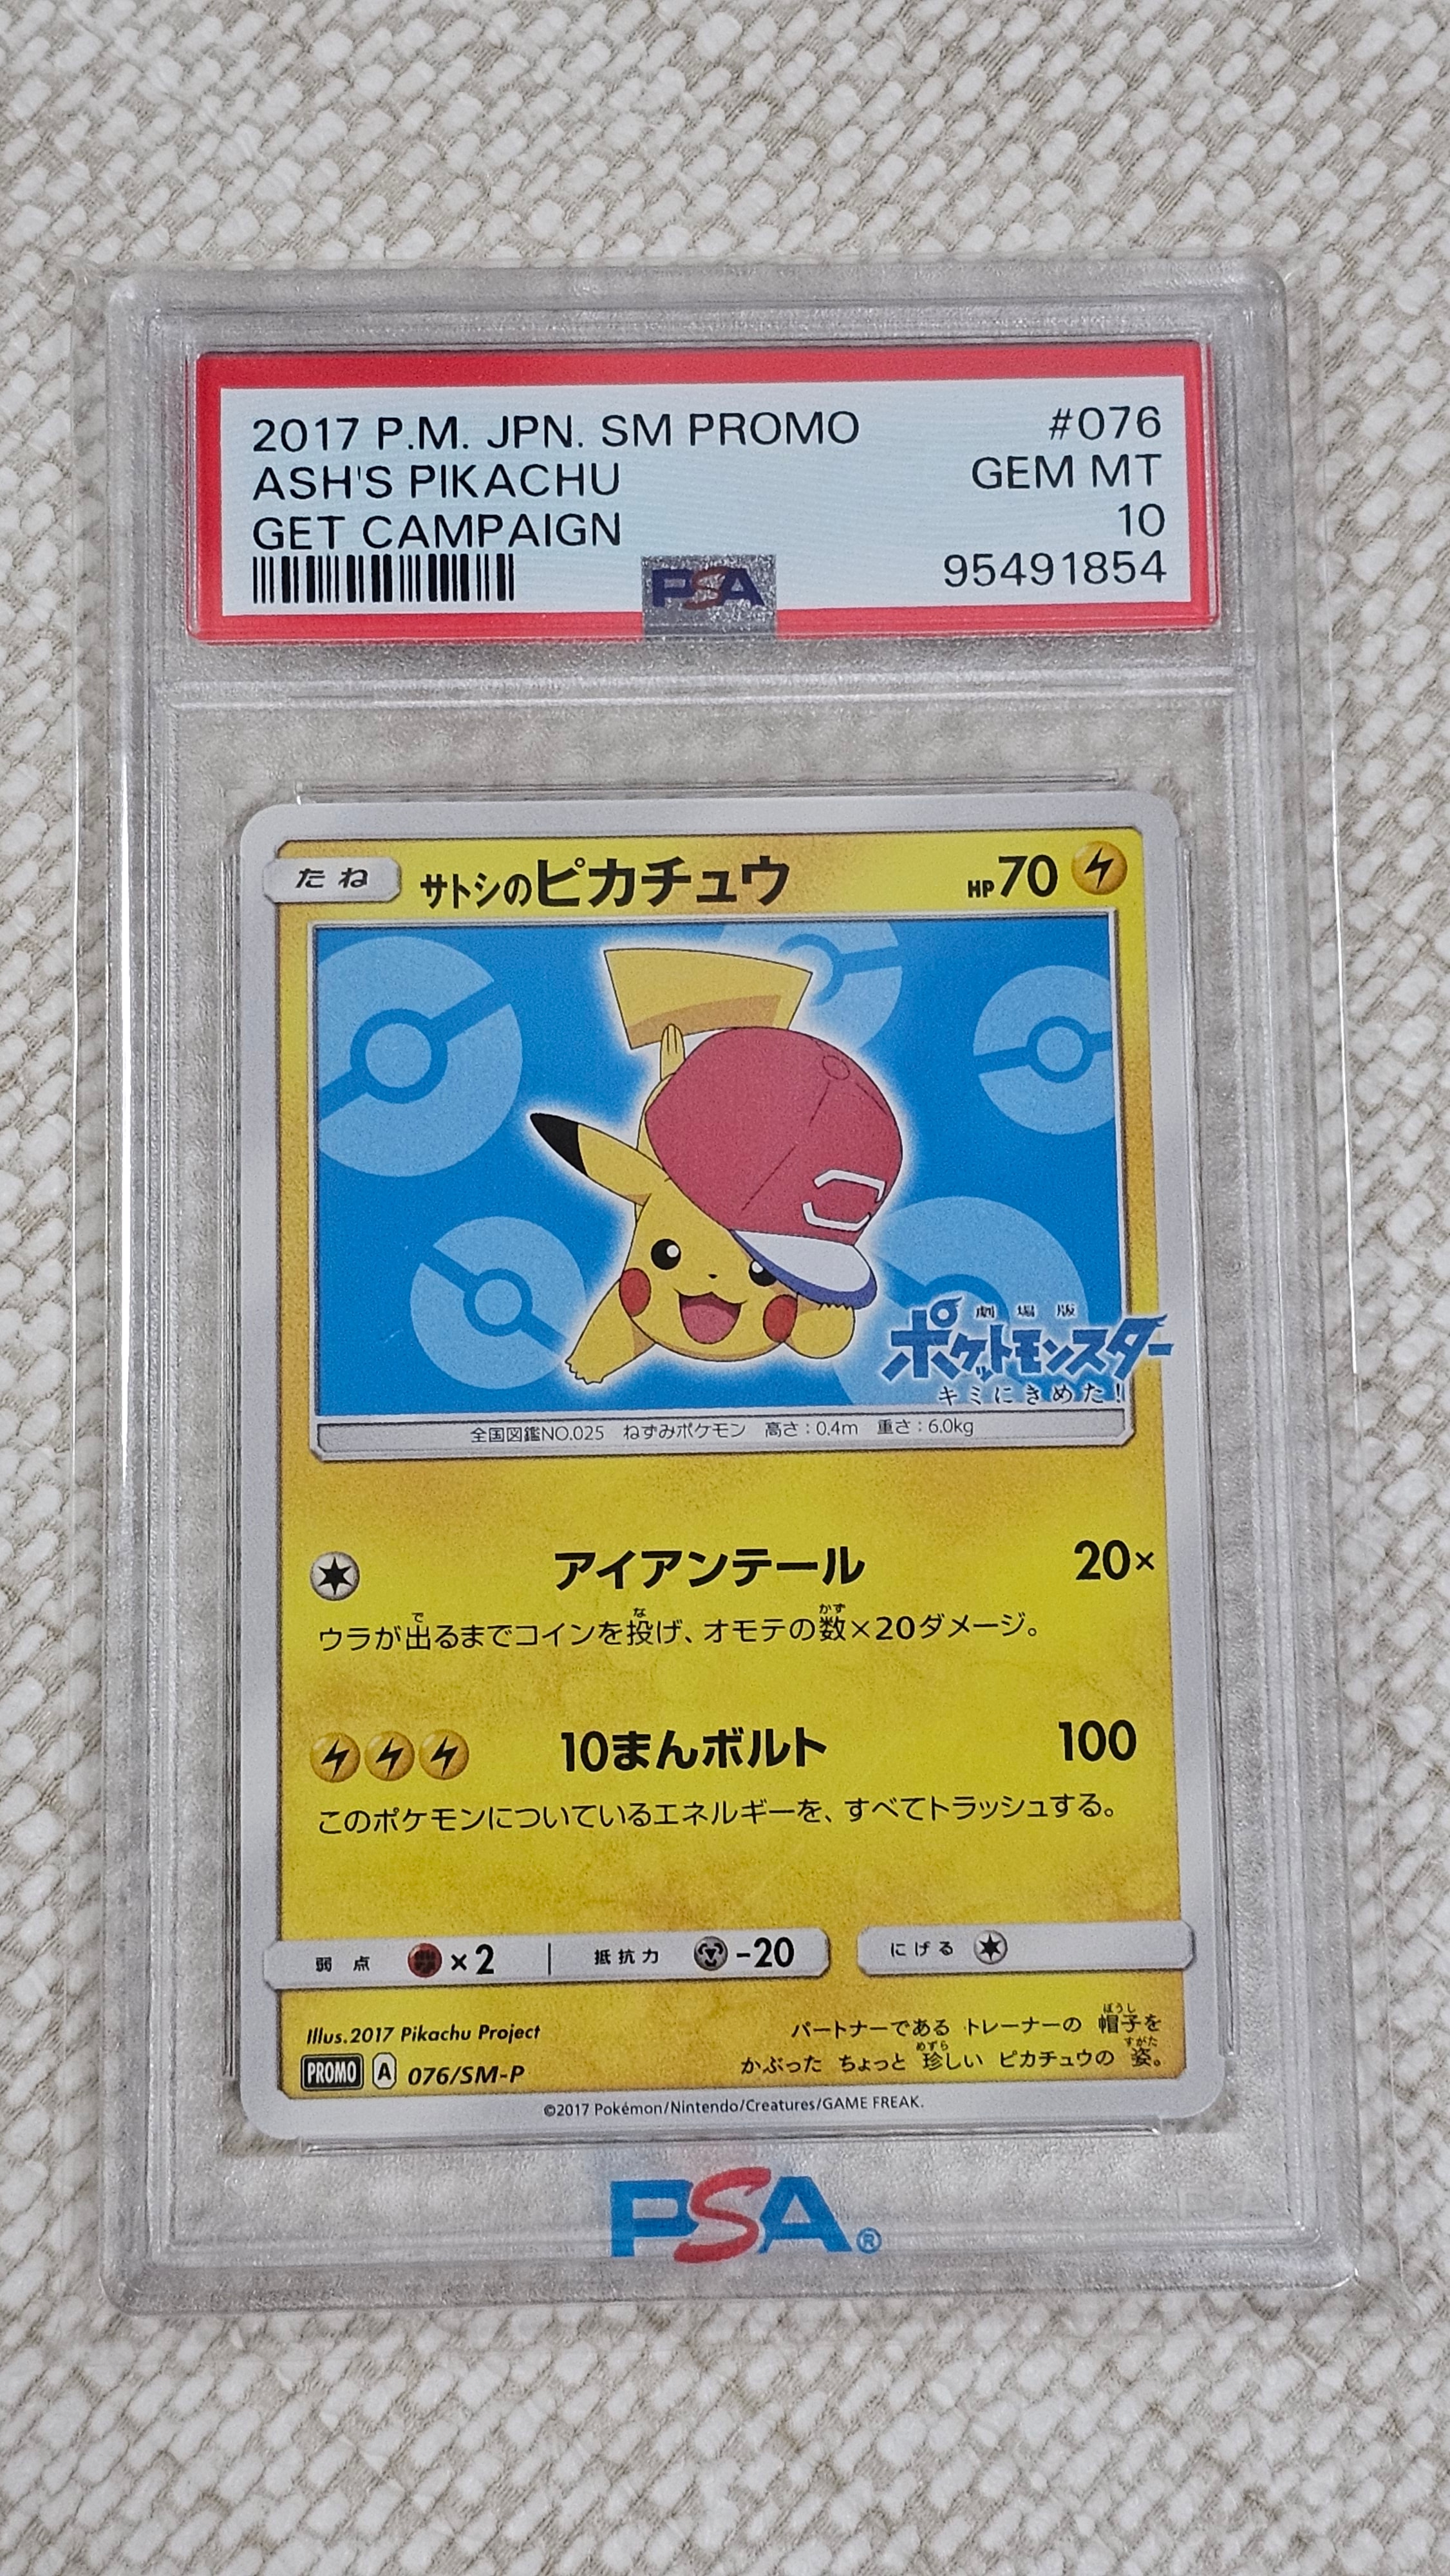 2017 P.M. JPN. SM PROMO #076
ASH'S PIKACHU GEM MT
GET CAMPAIGN 10
PSA 95491854
たね サトシのピカチュウ HP70
劇場版
ポケットモンスター
キミにきめた!
全国図鑑NO.025 ねずみポケモン 高さ:0.4m 重さ:6.0kg
アイアンテール 20×
ウラが出るまでコインを投げ、オモテの数×20ダメージ。
10まんボルト 100
このポケモンについているエネルギーを、すべてトラッシュする。
弱点 ×2 抵抗力 -20 にげる
Illus.2017 Pikachu Project
PROMO A 076/SM-P
パートナーである トレーナーの 帽子を
かぶった ちょっと 珍しい ピカチュウの 姿。
©2017 Pokémon/Nintendo/Creatures/GAME FREAK.
PSA®